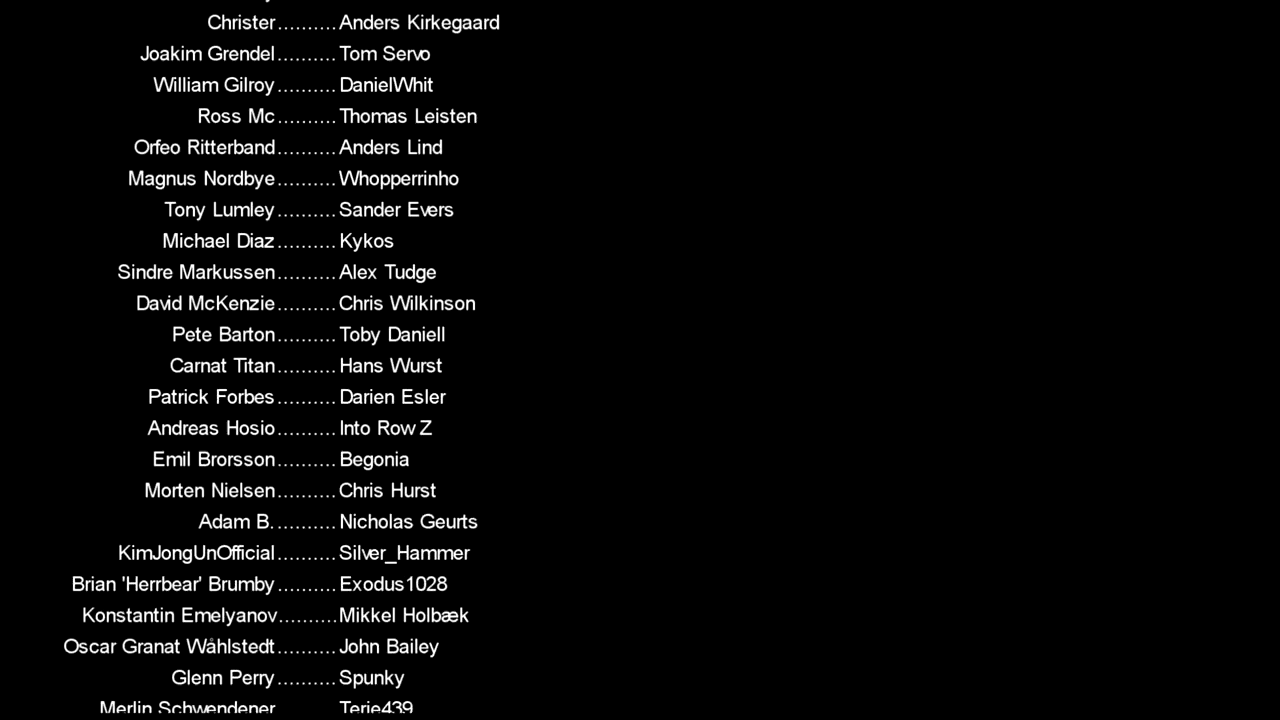 Christer..........Anders Kirkegaard
Joakim Grendel..........Tom Servo
William Gilroy..........DanielWhit
Ross Mc..........Thomas Leisten
Orfeo Ritterband..........Anders Lind
Magnus Nordbye..........Whopperrinho
Tony Lumley..........Sander Evers
Michael Diaz..........Kykos
Sindre Markussen..........Alex Tudge
David McKenzie..........Chris Wilkinson
Pete Barton..........Toby Daniell
Carnat Titan..........Hans Wurst
Patrick Forbes..........Darien Esler
Andreas Hosio..........Into Row Z
Emil Brorsson..........Begonia
Morten Nielsen..........Chris Hurst
Adam B...........Nicholas Geurts
KimJongUnOfficial..........Silver_Hammer
Brian 'Herrbear' Brumby..........Exodus1028
Konstantin Emelyanov..........Mikkel Holbæk
Oscar Granat Wåhlstedt..........John Bailey
Glenn Perry..........Spunky
Merlin Schwendener..........Terje439